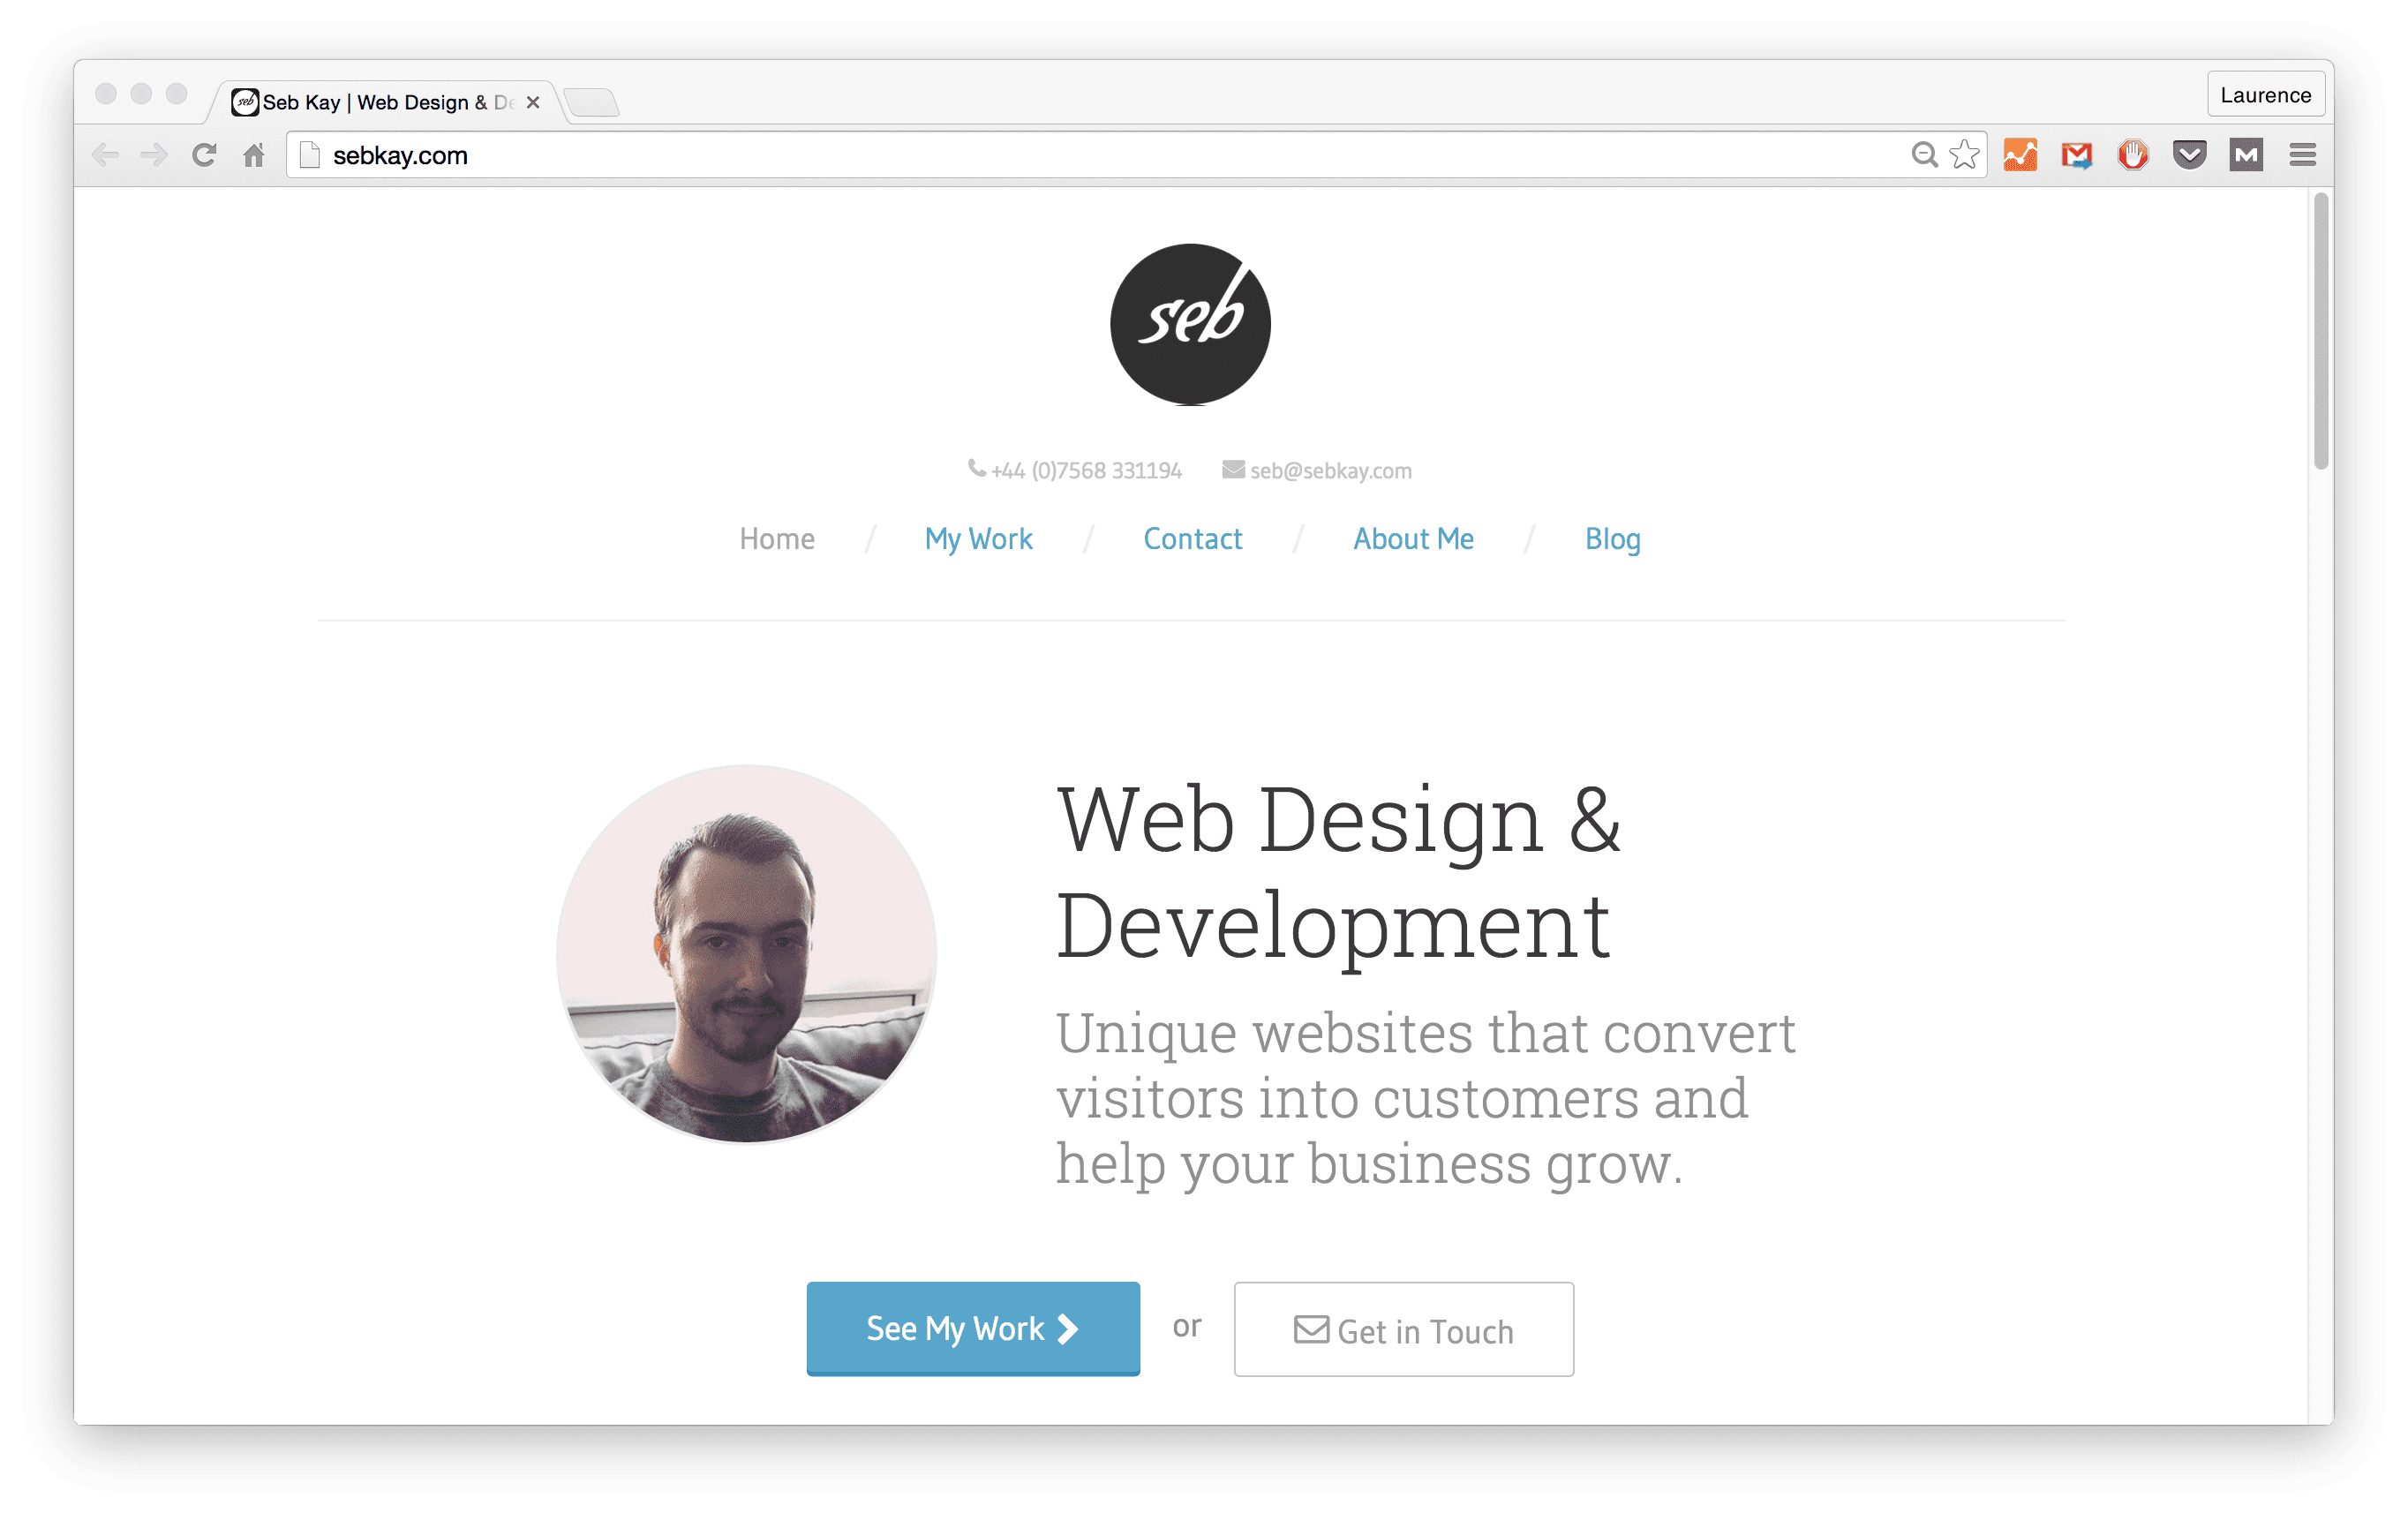 Seb Kay | Web Design & De
Laurence
sebkay.com
seb
+44 (0)7568 331194 seb@sebkay.com
Home / My Work / Contact / About Me / Blog
Web Design &
Development
Unique websites that convert
visitors into customers and
help your business grow.
See My Work or Get in Touch